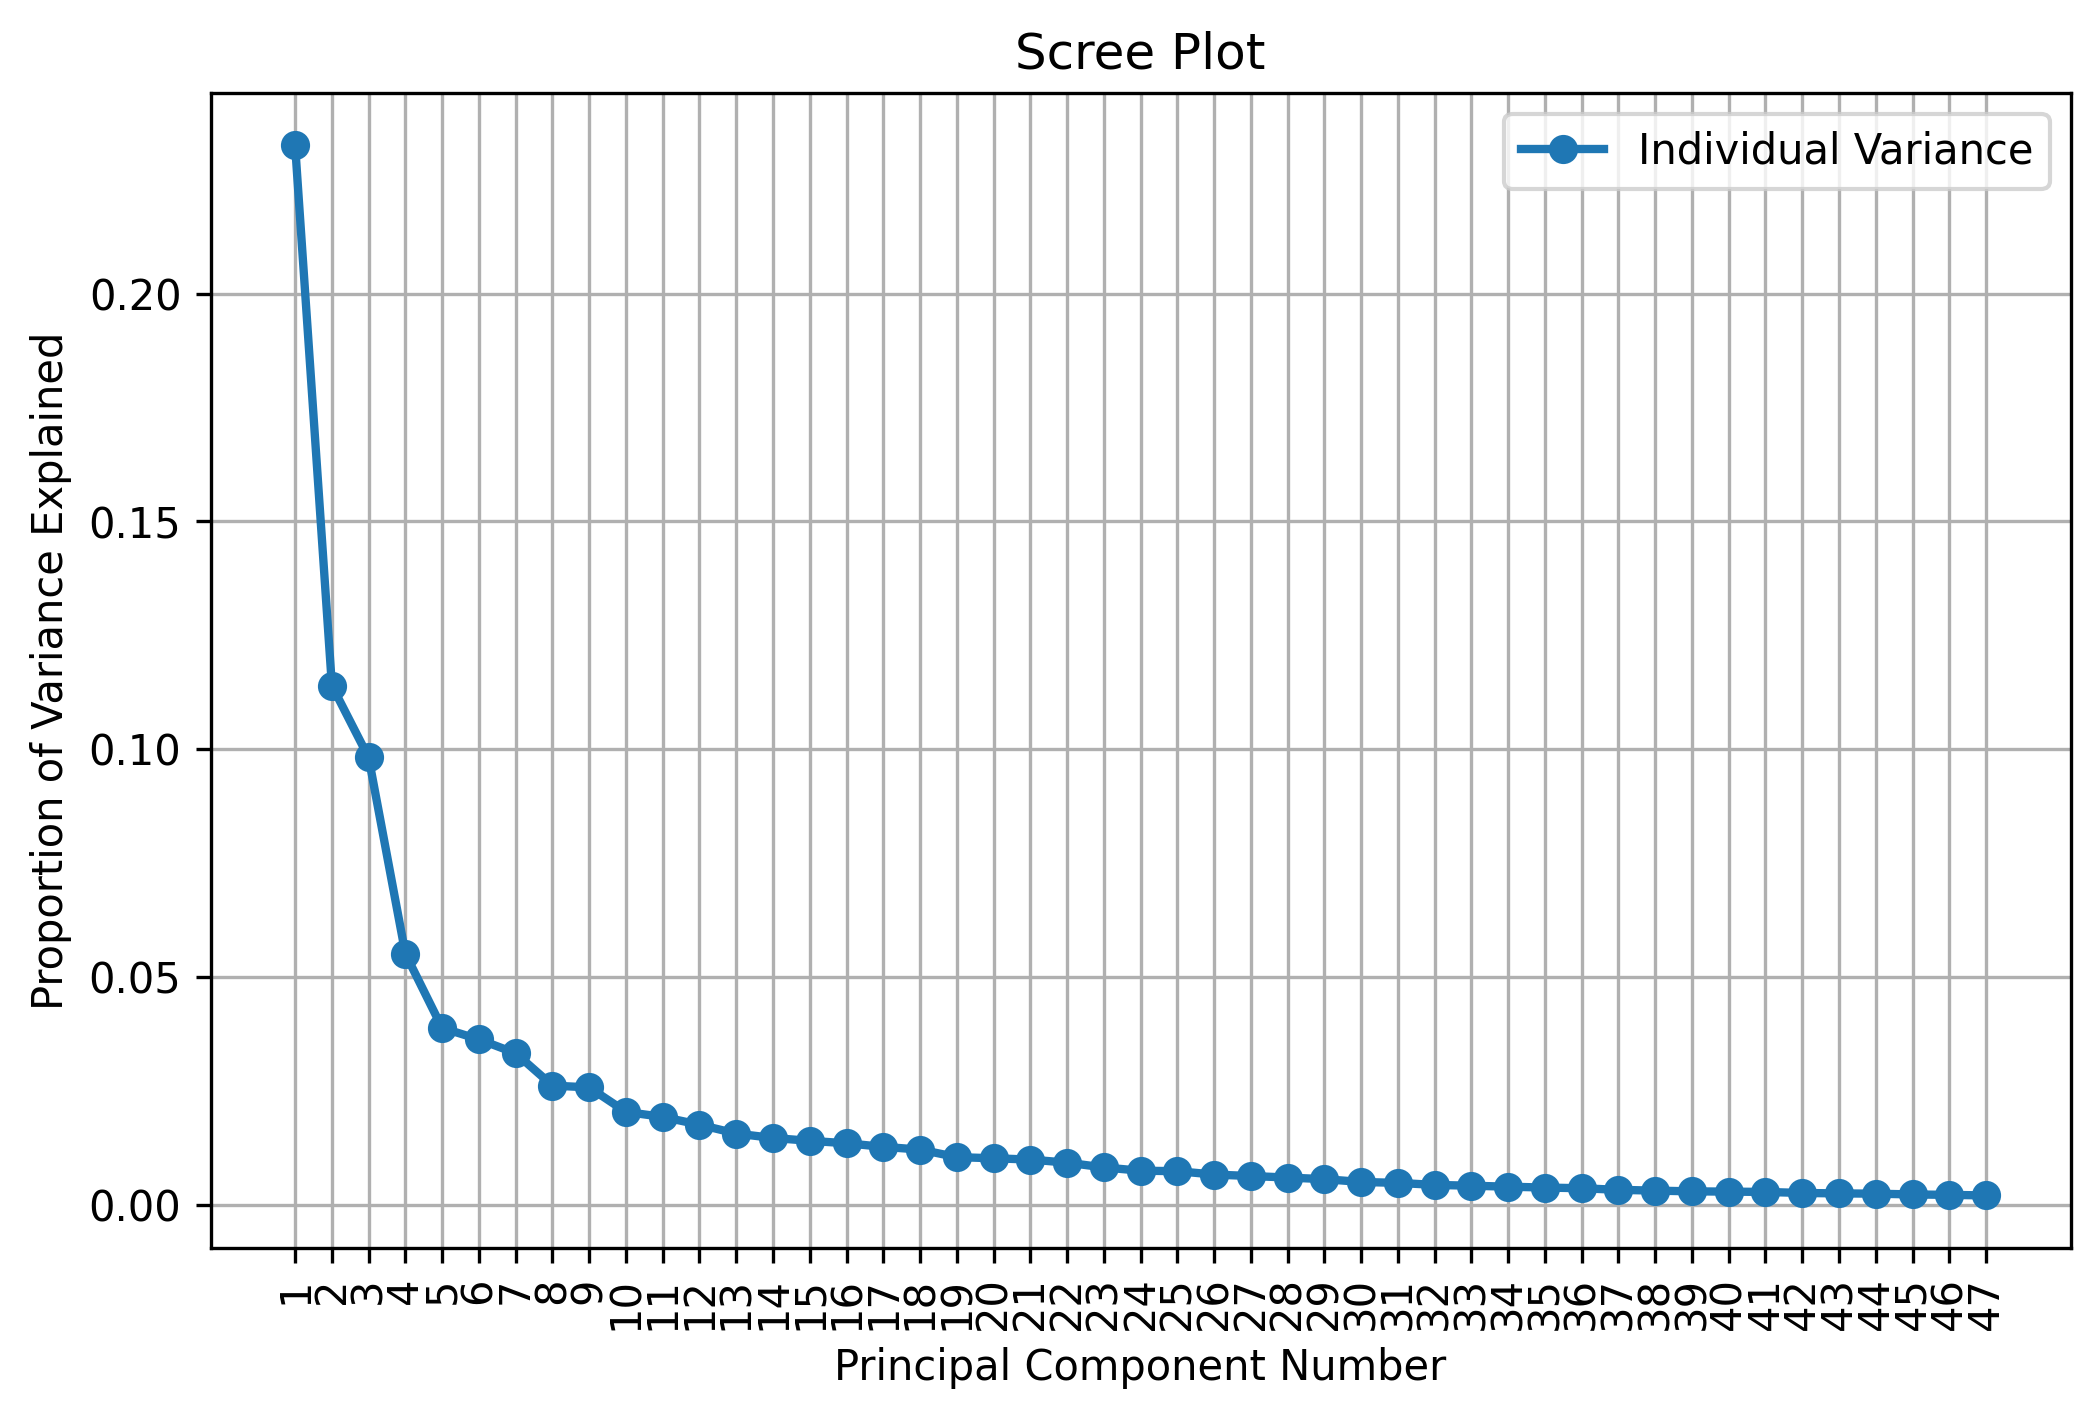 Scree Plot
Individual Variance
Proportion of Variance Explained
0.20
0.15
0.10
0.05
0.00
1 2 3 4 5 6 7 8 9 10 11 12 13 14 15 16 17 18 19 20 21 22 23 24 25 26 27 28 29 30 31 32 33 34 35 36 37 38 39 40 41 42 43 44 45 46 47
Principal Component Number